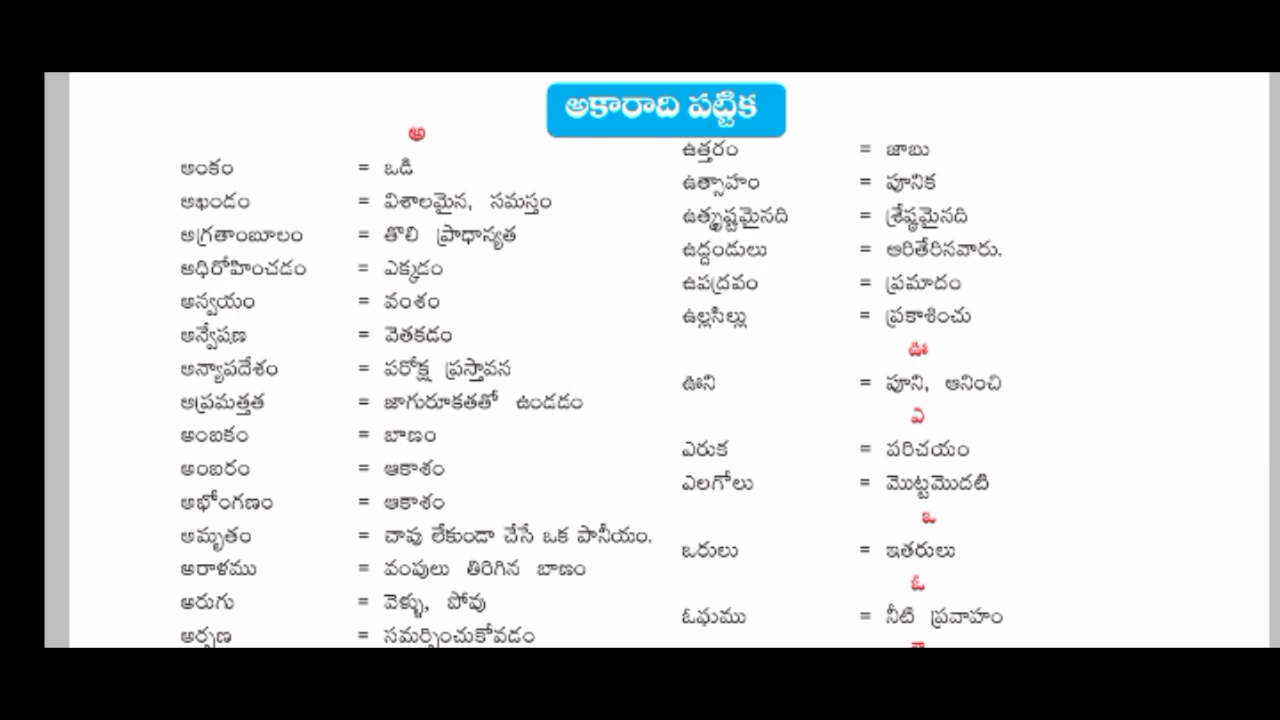 అకారాది పట్టిక
అ
అంకం = ఒడి
అఖండం = విశాలమైన, సమస్తం
అగ్రతాంబూలం = తొలి ప్రాధాన్యత
అధిరోహించడం = ఎక్కడం
అన్వయం = వంశం
అన్వేషణ = వెతకడం
అన్యాపదేశం = పరోక్ష ప్రస్తావన
అప్రమత్తత = జాగురూకతతో ఉండడం
అంబకం = బాణం
అంబరం = ఆకాశం
అభోంగణం = ఆకాశం
అమృతం = చావు లేకుండా చేసే ఒక పానీయం.
అరాళము = వంపులు తిరిగిన బాణం
అరుగు = వెళ్ళు, పోవు
అర్పణ = సమర్పించుకోవడం
ఉత్తరం = జాబు
ఉత్సాహం = పూనిక
ఉత్కృష్టమైనది = శ్రేష్ఠమైనది
ఉద్దండులు = ఆరితేరినవారు.
ఉపద్రవం = ప్రమాదం
ఉల్లసిల్లు = ప్రకాశించు
ఊ
ఊని = పూని, ఆనించి
ఎ
ఎరుక = పరిచయం
ఎలగోలు = మొట్టమొదటి
ఒ
ఒరులు = ఇతరులు
ఓ
ఓఘము = నీటి ప్రవాహం